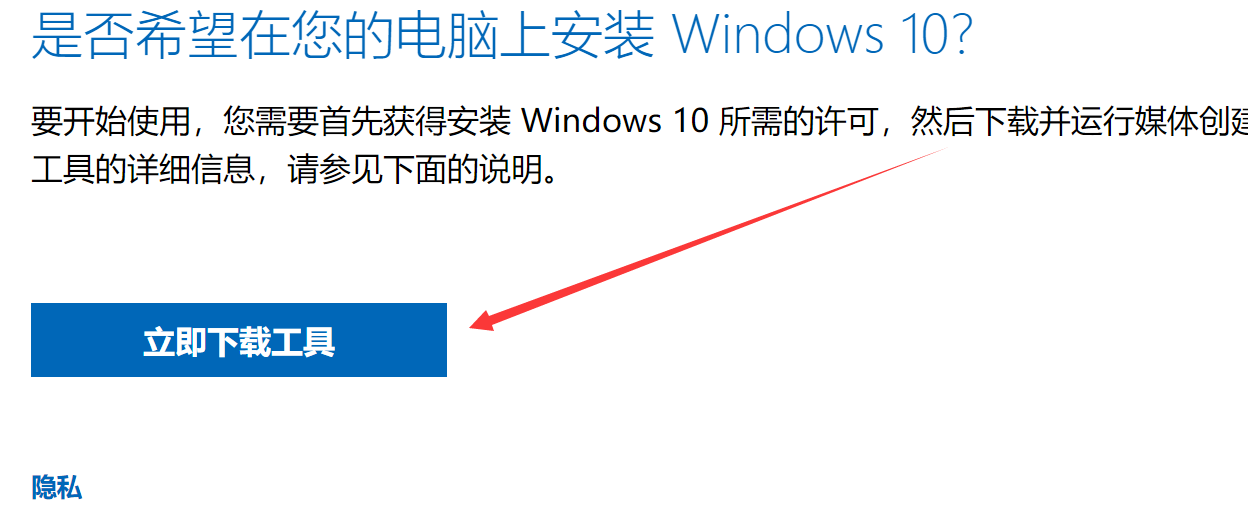 是否希望在您的电脑上安装 Windows 10?
要开始使用，您需要首先获得安装 Windows 10 所需的许可，然后下载并运行媒体创建
工具的详细信息，请参见下面的说明。
立即下载工具
隐私